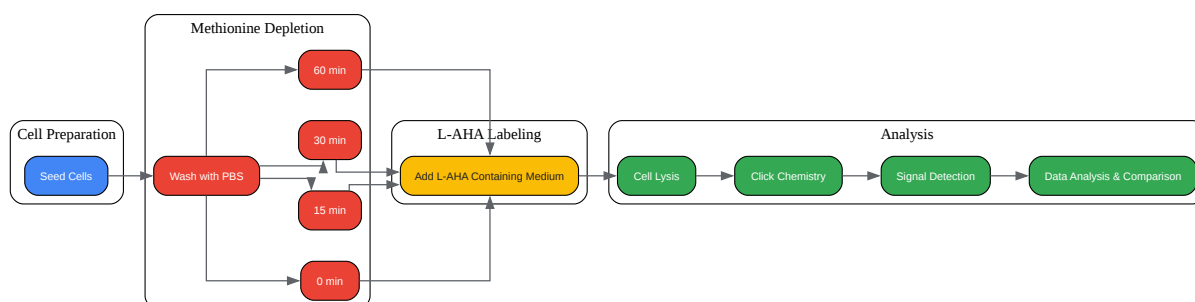 Methionine Depletion
60 min
Cell Preparation
30 min
L-AHA Labeling
Analysis
Seed Cells
Wash with PBS
Add L-AHA Containing Medium
Cell Lysis
Click Chemistry
Signal Detection
Data Analysis & Comparison
15 min
0 min